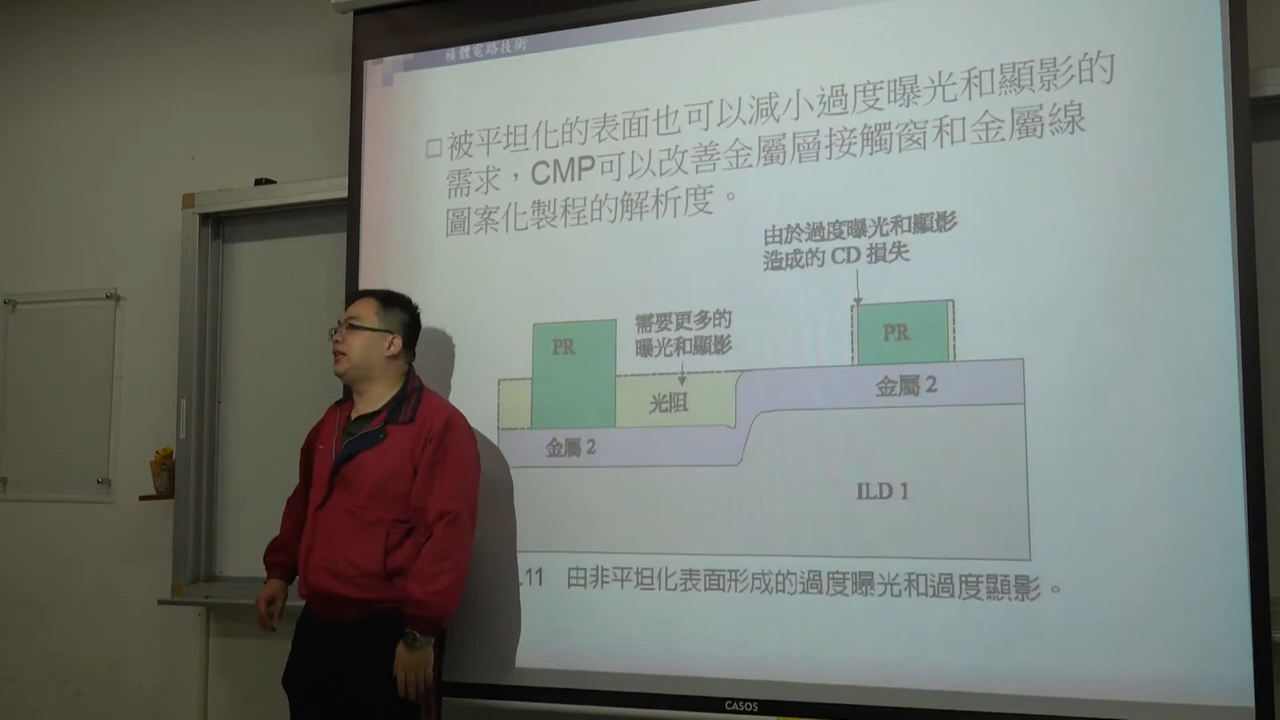 積體電路技術
□被平坦化的表面也可以減小過度曝光和顯影的
需求，CMP可以改善金屬層接觸窗和金屬線
圖案化製程的解析度。
由於過度曝光和顯影
造成的 CD 損失
需要更多的
曝光和顯影
PR
PR
光阻
金屬 2
金屬 2
ILD 1
.11 由非平坦化表面形成的過度曝光和過度顯影。
CASOS